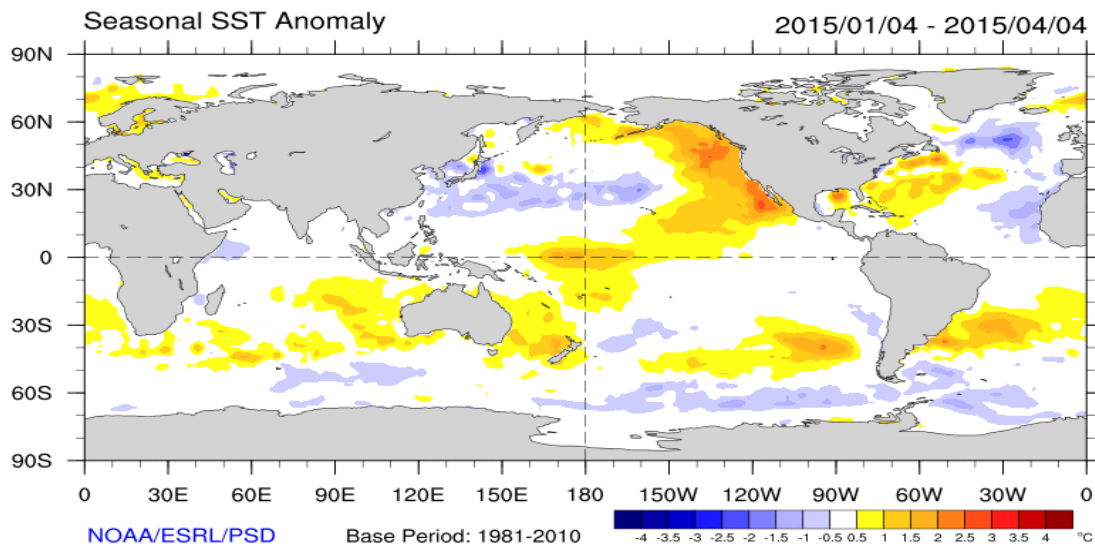 Seasonal SST Anomaly 2015/01/04 - 2015/04/04
90N
60N
30N
0
30S
60S
90S
0 30E 60E 90E 120E 150E 180 150W 120W 90W 60W 30W 0
NOAA/ESRL/PSD Base Period: 1981-2010
-4 -3.5 -3 -2.5 -2 -1.5 -1 -0.5 0.5 1 1.5 2 2.5 3 3.5 4 °C